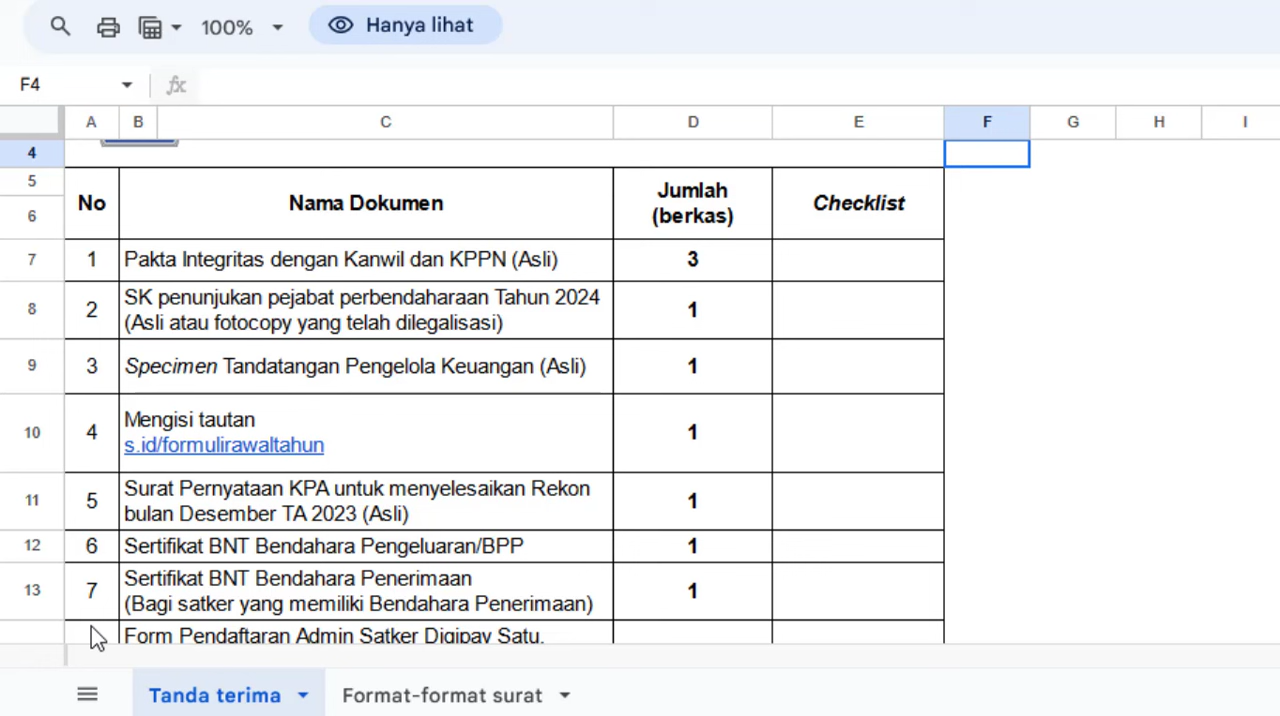 100%
Hanya lihat
F4
fx
A B C D E F G H I
4
5
6
No
Nama Dokumen
Jumlah
(berkas)
Checklist
7
1
Pakta Integritas dengan Kanwil dan KPPN (Asli)
3
8
2
SK penunjukan pejabat perbendaharaan Tahun 2024
(Asli atau fotocopy yang telah dilegalisasi)
1
9
3
Specimen Tandatangan Pengelola Keuangan (Asli)
1
10
4
Mengisi tautan
s.id/formulirawaltahun
1
11
5
Surat Pernyataan KPA untuk menyelesaikan Rekon
bulan Desember TA 2023 (Asli)
1
12
6
Sertifikat BNT Bendahara Pengeluaran/BPP
1
13
7
Sertifikat BNT Bendahara Penerimaan
(Bagi satker yang memiliki Bendahara Penerimaan)
1
Form Pendaftaran Admin Satker Digipay Satu,
Tanda terima
Format-format surat